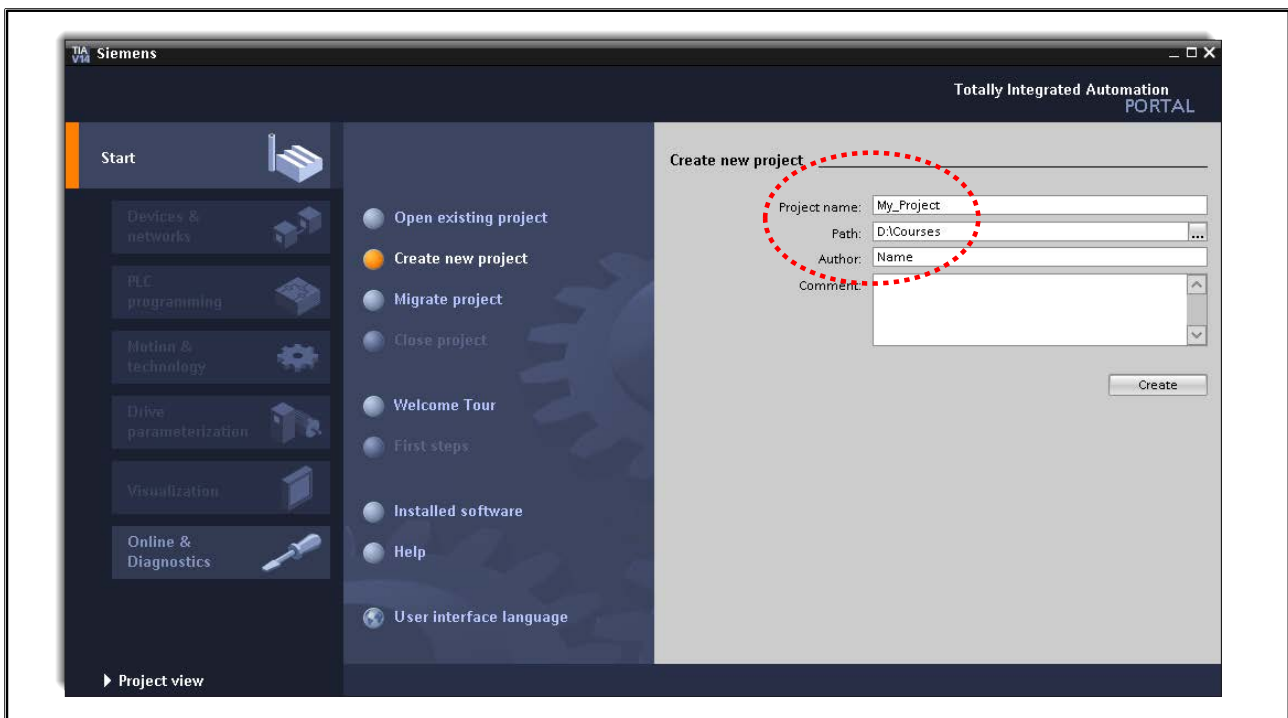 TIA V14 Siemens
Totally Integrated Automation
PORTAL
Start
Devices &
networks
PLC
programming
Motion &
technology
Drive
parameterization
Visualization
Online &
Diagnostics
Project view
Open existing project
Create new project
Migrate project
Close project
Welcome Tour
First steps
Installed software
Help
User interface language
Create new project
Project name: My_Project
Path: D:\Courses ...
Author: Name
Comment:
Create